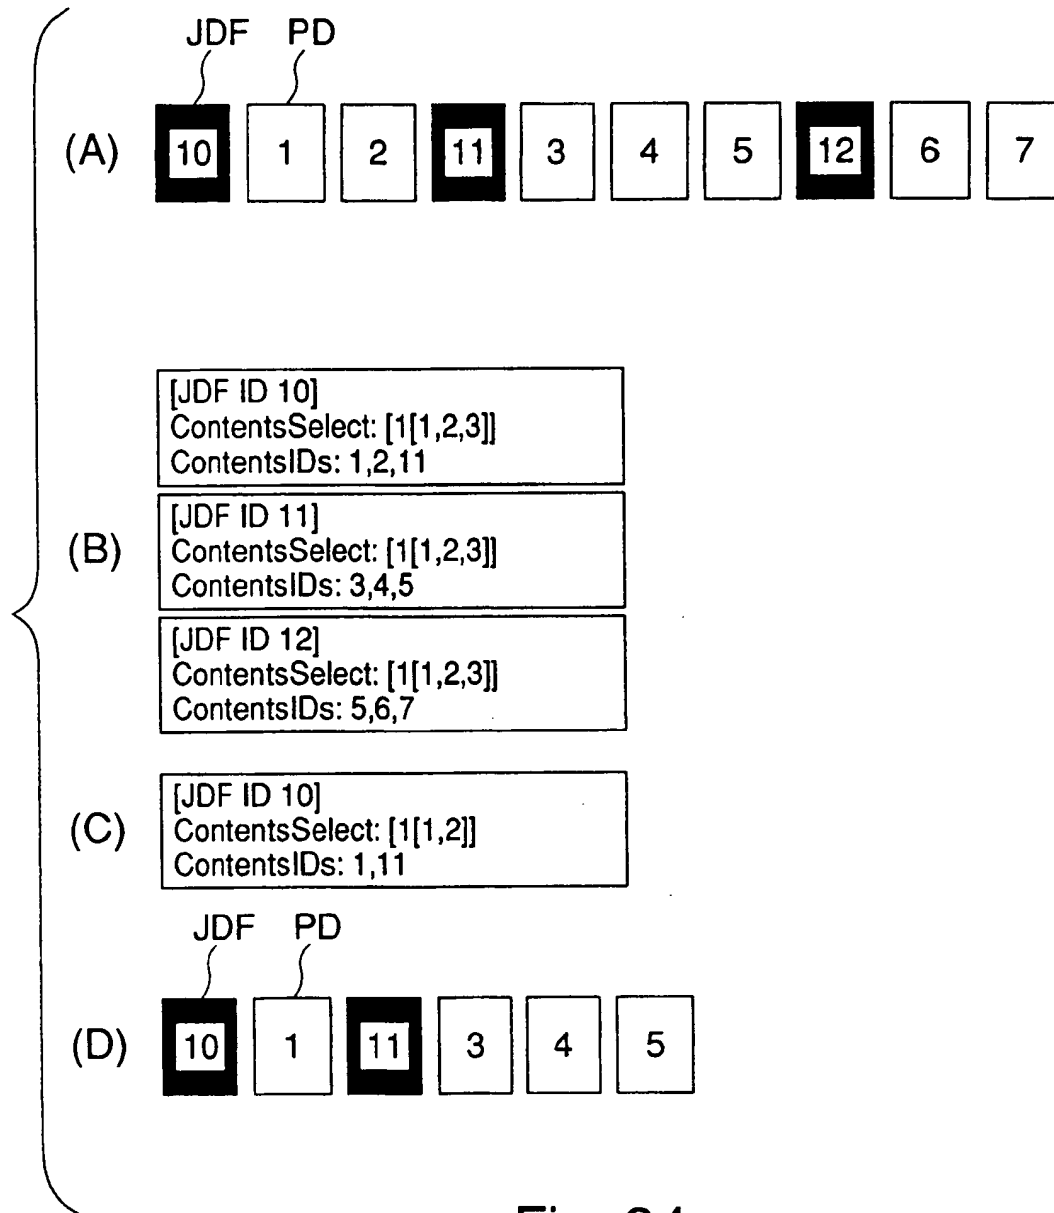 JDF PD
(A) 10 1 2 11 3 4 5 12 6 7
[JDF ID 10]
ContentsSelect: [1[1,2,3]]
ContentsIDs: 1,2,11
(B)
[JDF ID 11]
ContentsSelect: [1[1,2,3]]
ContentsIDs: 3,4,5
[JDF ID 12]
ContentsSelect: [1[1,2,3]]
ContentsIDs: 5,6,7
(C)
[JDF ID 10]
ContentsSelect: [1[1,2]]
ContentsIDs: 1,11
JDF PD
(D) 10 1 11 3 4 5